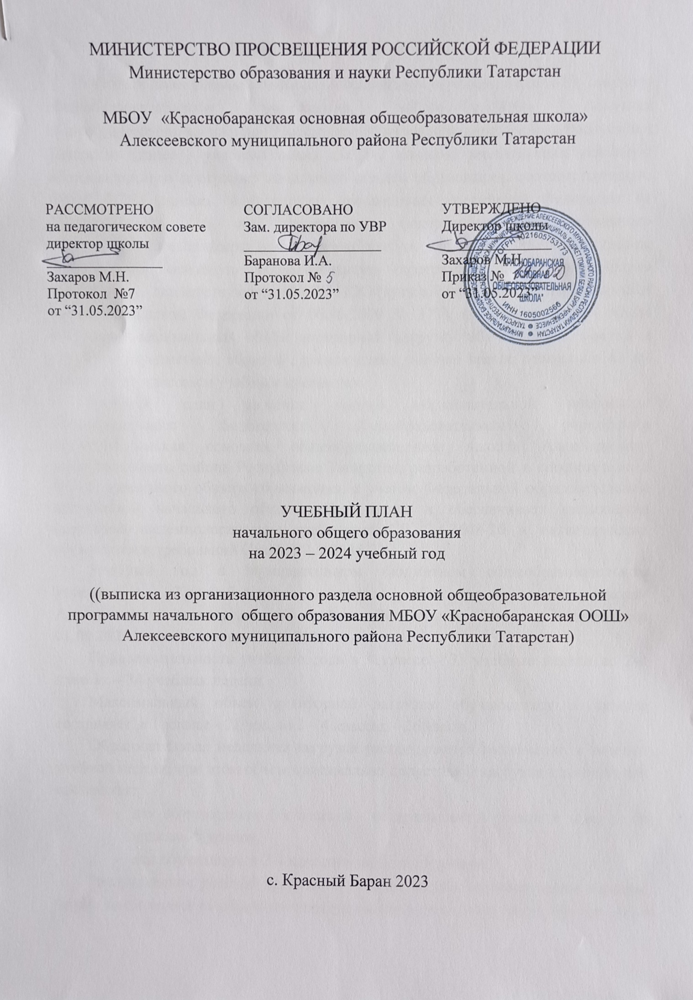 МИНИСТЕРСТВО ПРОСВЕЩЕНИЯ РОССИЙСКОЙ ФЕДЕРАЦИИ
Министерство образования и науки Республики Татарстан
МБОУ «Краснобаранская основная общеобразовательная школа»
Алексеевского муниципального района Республики Татарстан
РАССМОТРЕНО
на педагогическом совете
директор школы
Захаров М.Н.
Протокол №7
от “31.05.2023”
СОГЛАСОВАНО
Зам. директора по УВР
Баранова И.А.
Протокол № 5
от “31.05.2023”
УТВЕРЖДЕНО
Директор школы
Захаров М.Н.
Приказ №
от “31.05.2023”
ОГРН 1021605753773
КРАСНОБАРАНСКАЯ
ОСНОВНАЯ
ОБЩЕОБРАЗОВАТЕЛЬНАЯ
ШКОЛА"
ИНН 1605002566
УЧЕБНЫЙ ПЛАН
начального общего образования
на 2023 – 2024 учебный год
((выписка из организационного раздела основной общеобразовательной
программы начального общего образования МБОУ «Краснобаранская ООШ»
Алексеевского муниципального района Республики Татарстан)
с. Красный Баран 2023